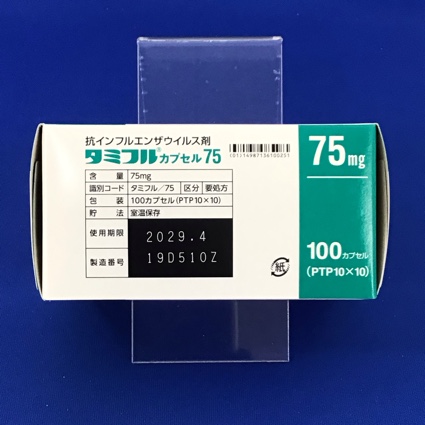 抗インフルエンザウイルス剤
タミフル®カプセル75
含 量 75mg
識別コード タミフル/75 区分 要処方
包 装 100カプセル(PTP10×10)
貯 法 室温保存
使用期限 2029.4
製造番号 19D510Z
75mg
100カプセル
(PTP10×10)
紙